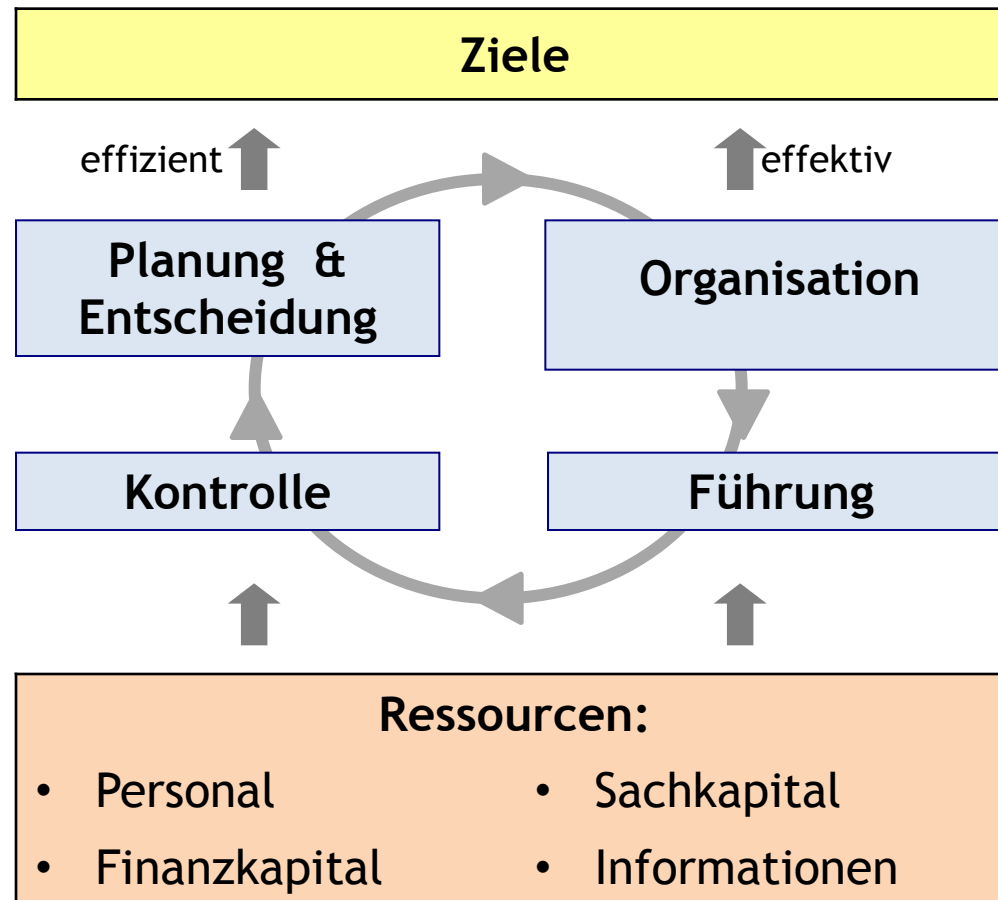 Ziele
effizient
effektiv
Planung &
Entscheidung
Organisation
Kontrolle
Führung
Ressourcen:
• Personal
• Sachkapital
• Finanzkapital
• Informationen